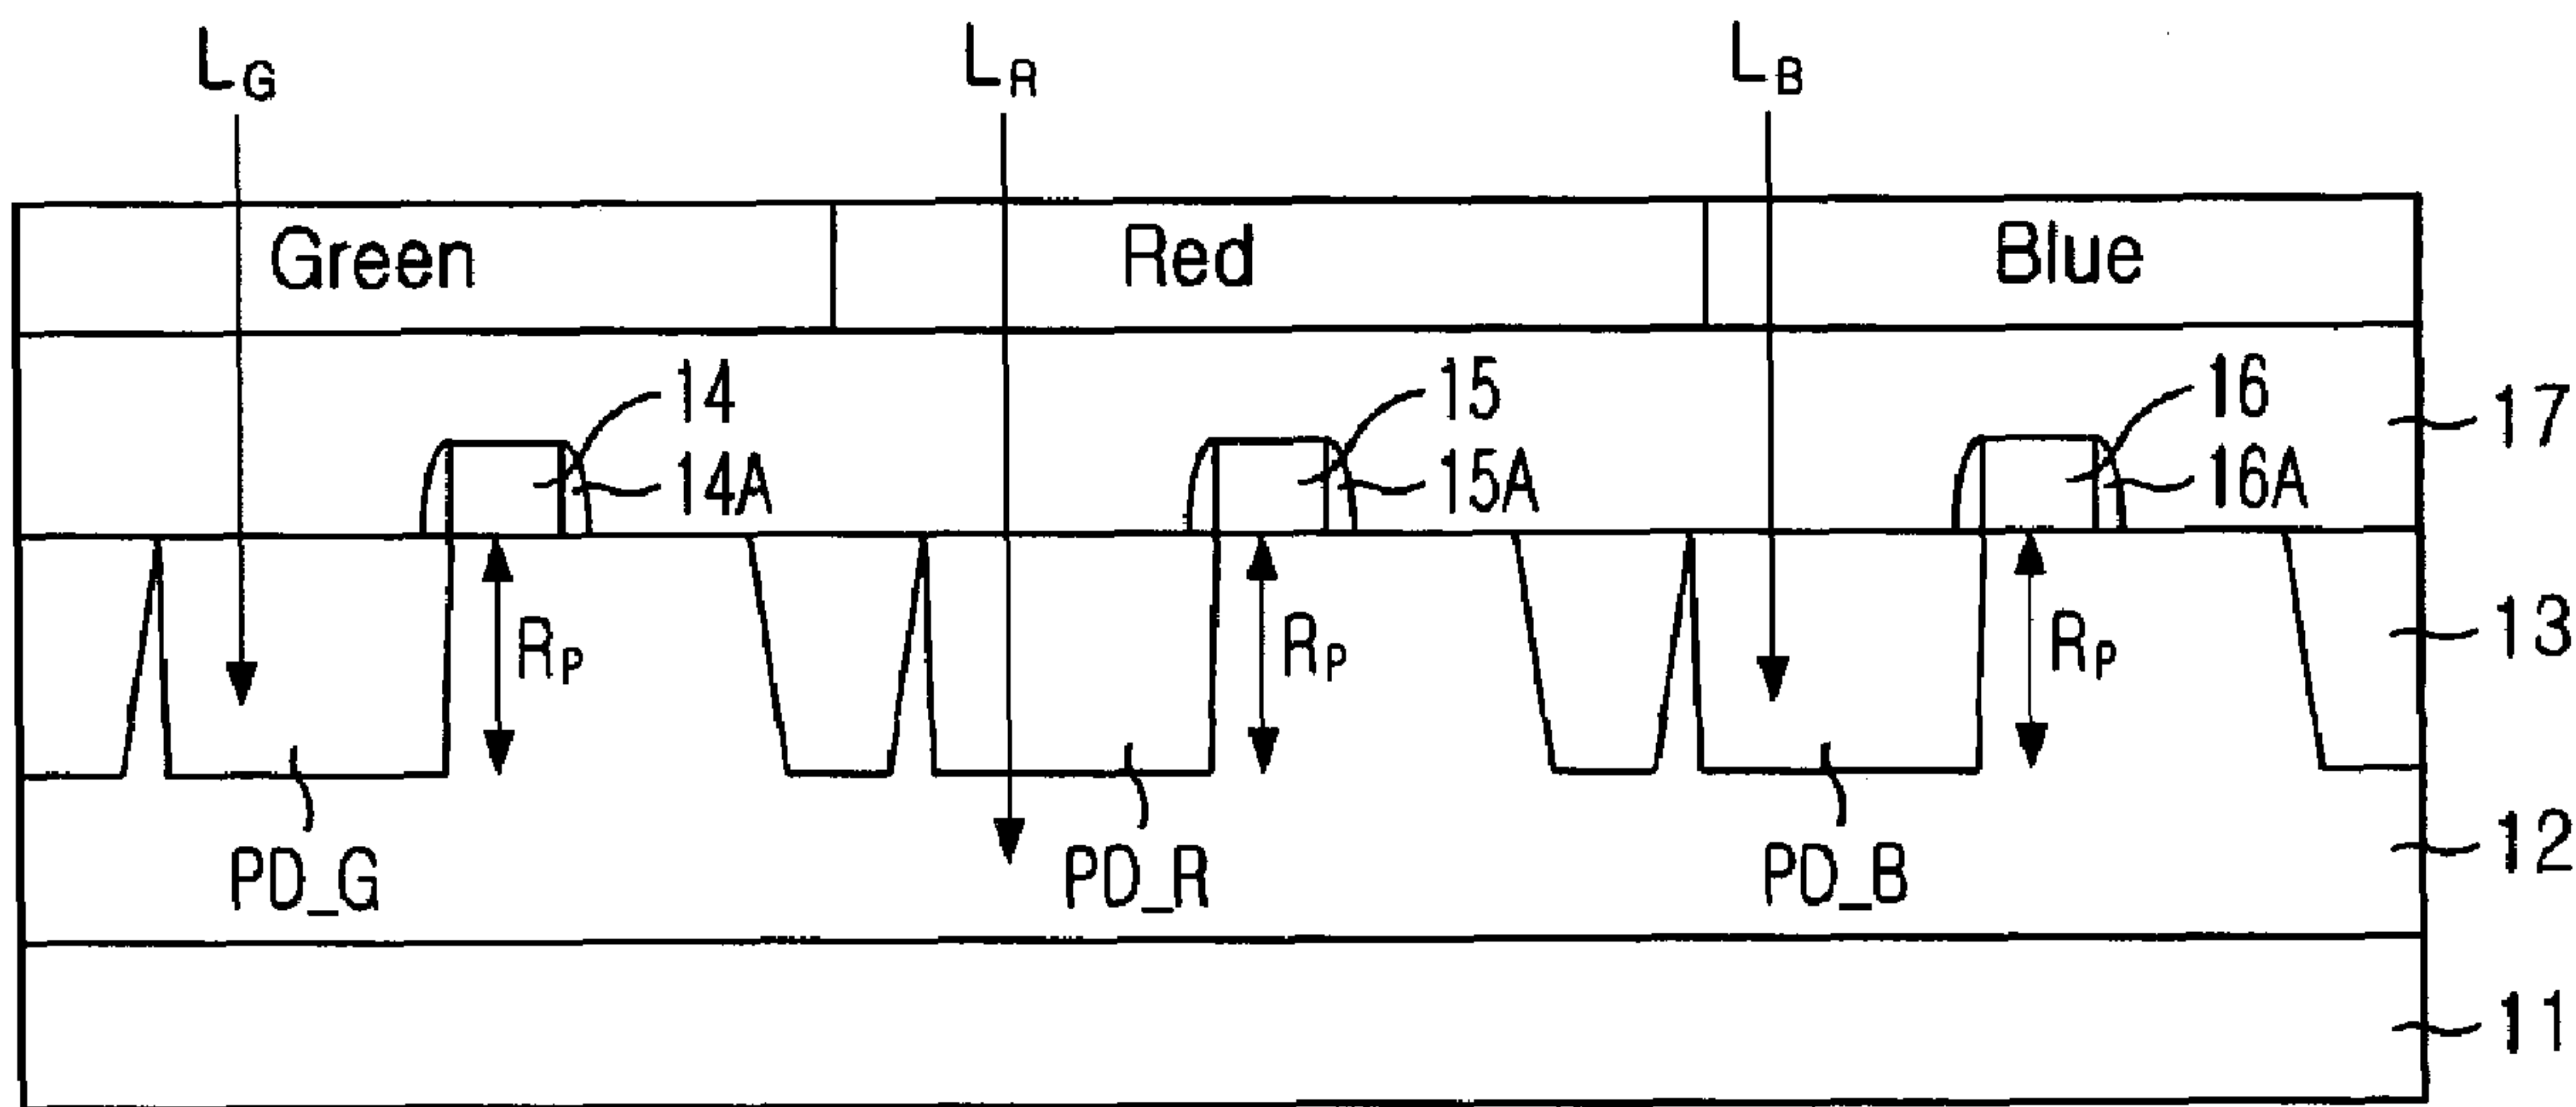 L_G L_R L_B
Green Red Blue
14 15 16 17
14A 15A 16A
R_P R_P R_P 13
PD_G PD_R PD_B 12
11